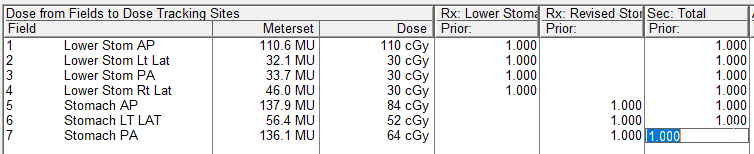 Dose from Fields to Dose Tracking Sites Rx: Lower Stoma Rx: Revised Stor Sec: Total
Field Meterset Dose Prior: Prior: Prior:
1 Lower Stom AP 110.6 MU 110 cGy 1.000 1.000
2 Lower Stom Lt Lat 32.1 MU 30 cGy 1.000 1.000
3 Lower Stom PA 33.7 MU 30 cGy 1.000 1.000
4 Lower Stom Rt Lat 46.0 MU 30 cGy 1.000 1.000
5 Stomach AP 137.9 MU 84 cGy 1.000 1.000
6 Stomach LT LAT 56.4 MU 52 cGy 1.000 1.000
7 Stomach PA 136.1 MU 64 cGy 1.000 1.000